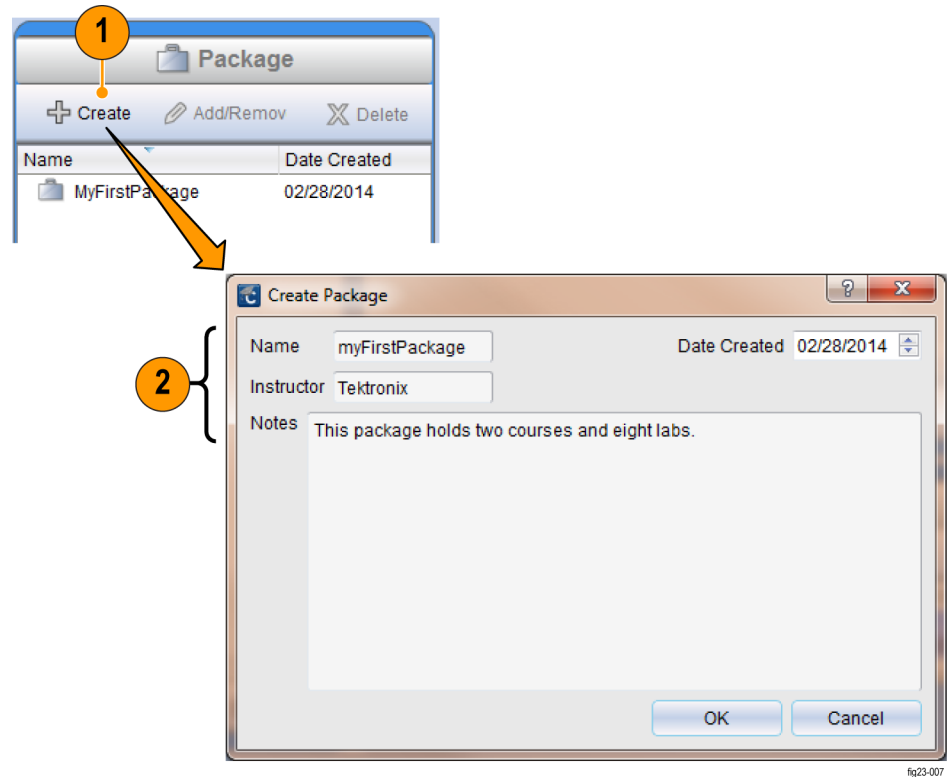 1
Package
Create Add/Remov Delete
Name Date Created
MyFirstPackage 02/28/2014
Create Package ? X
2
Name myFirstPackage Date Created 02/28/2014
Instructor Tektronix
Notes This package holds two courses and eight labs.
OK Cancel
fig23-007